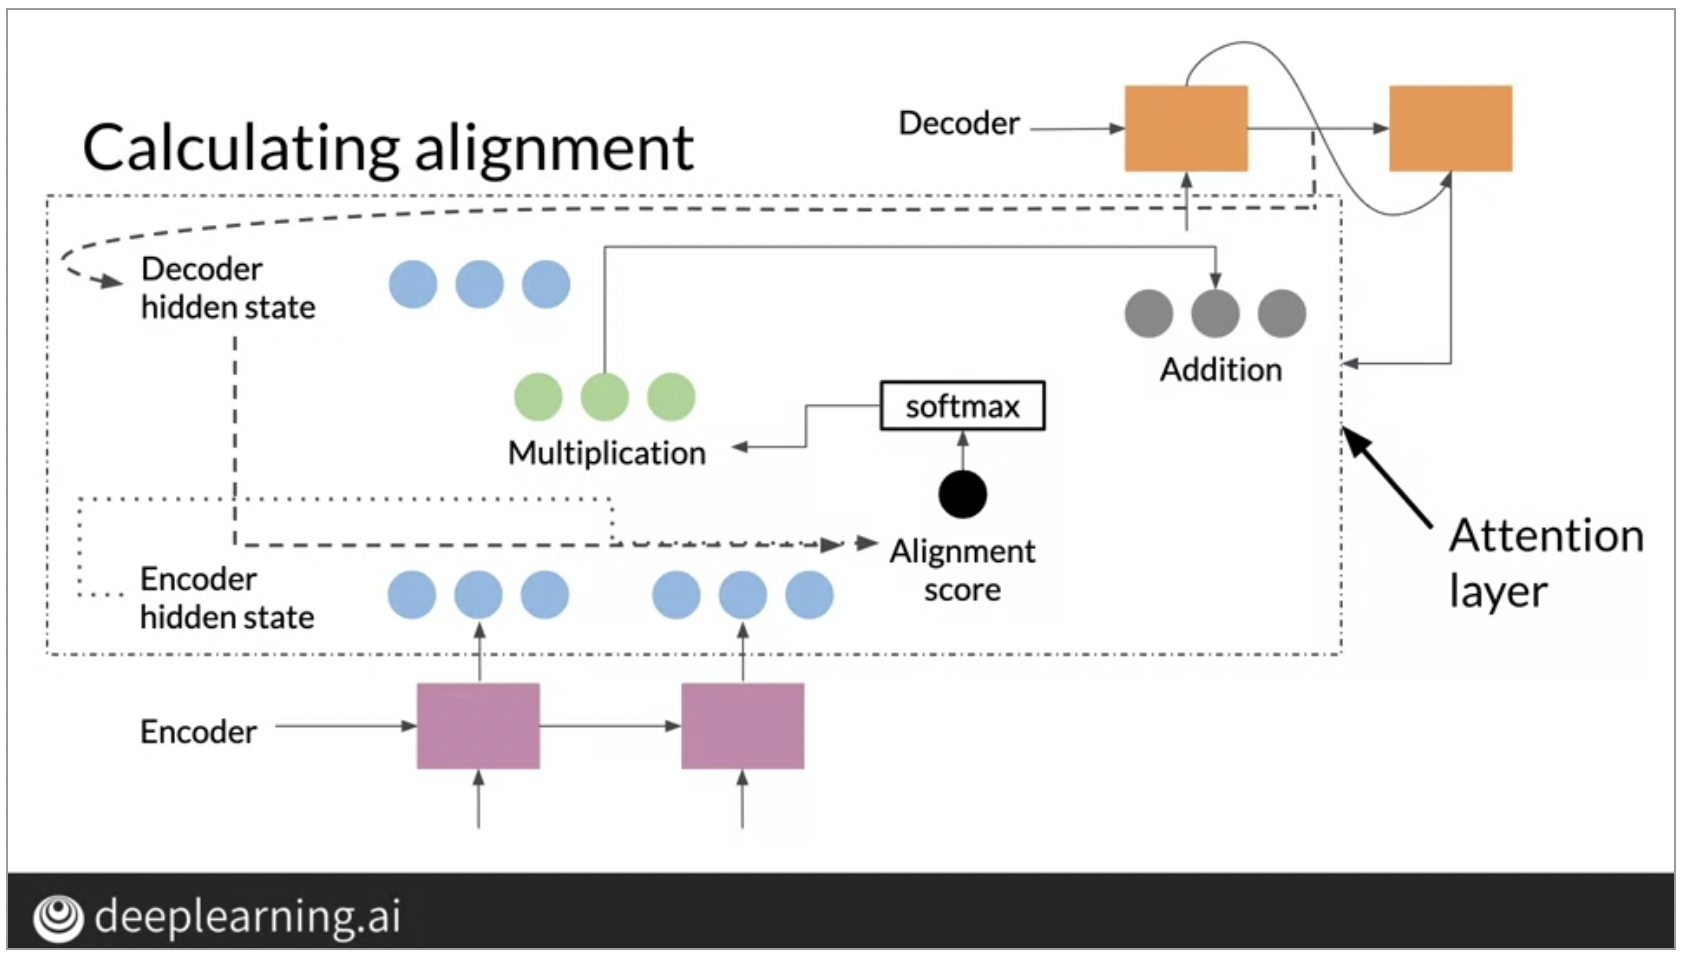 Calculating alignment
Decoder
Decoder
hidden state
Addition
softmax
Multiplication
Alignment
score
Attention
layer
Encoder
hidden state
Encoder
deeplearning.ai